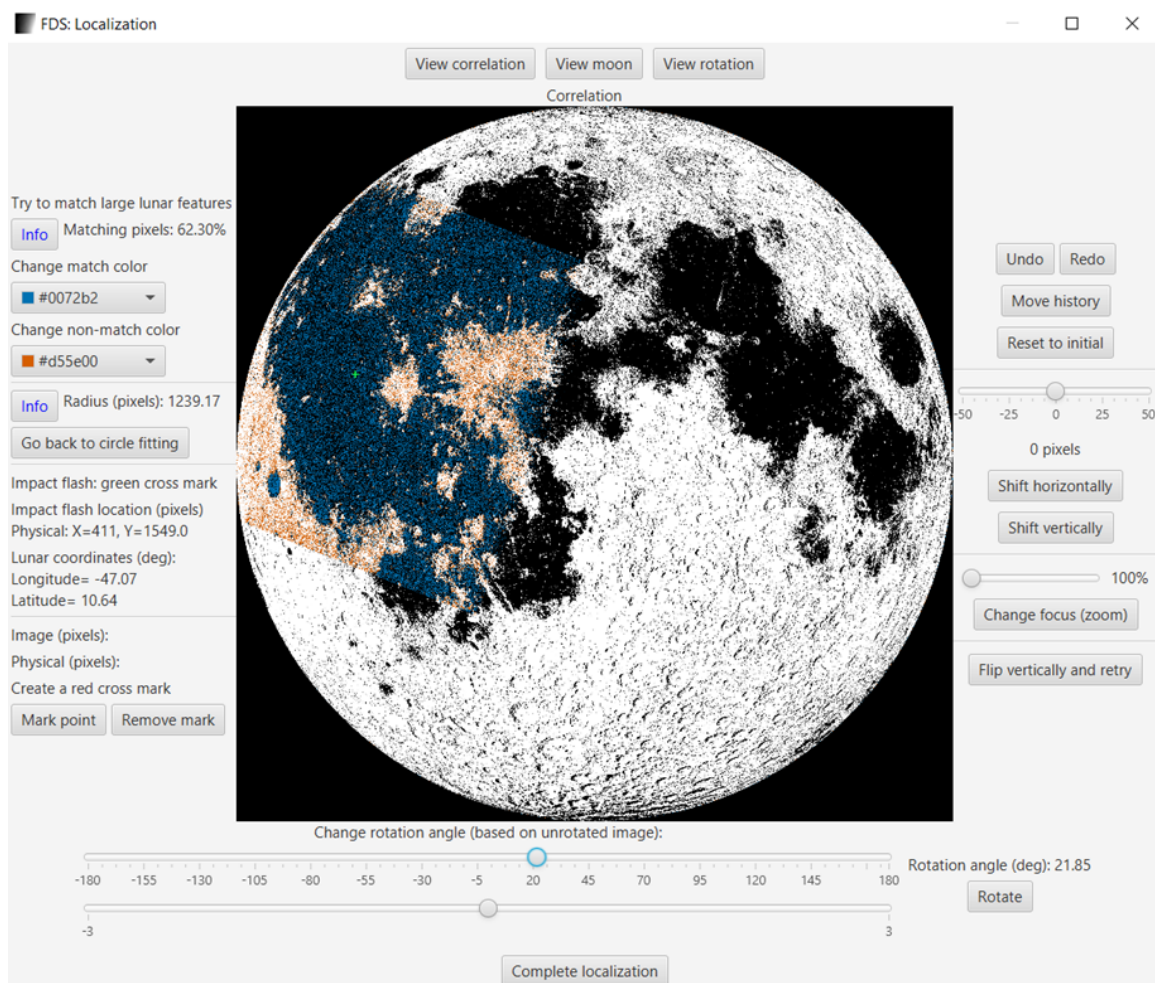 FDS: Localization
View correlation View moon View rotation
Correlation
Try to match large lunar features
Info Matching pixels: 62.30%
Change match color
#0072b2
Change non-match color
#d55e00
Info Radius (pixels): 1239.17
Go back to circle fitting
Impact flash: green cross mark
Impact flash location (pixels)
Physical: X=411, Y=1549.0
Lunar coordinates (deg):
Longitude= -47.07
Latitude= 10.64
Image (pixels):
Physical (pixels):
Create a red cross mark
Mark point Remove mark
Undo Redo
Move history
Reset to initial
-50 -25 0 25 50
0 pixels
Shift horizontally
Shift vertically
100%
Change focus (zoom)
Flip vertically and retry
Change rotation angle (based on unrotated image):
-180 -155 -130 -105 -80 -55 -30 -5 20 45 70 95 120 145 180
Rotation angle (deg): 21.85
Rotate
-3 3
Complete localization